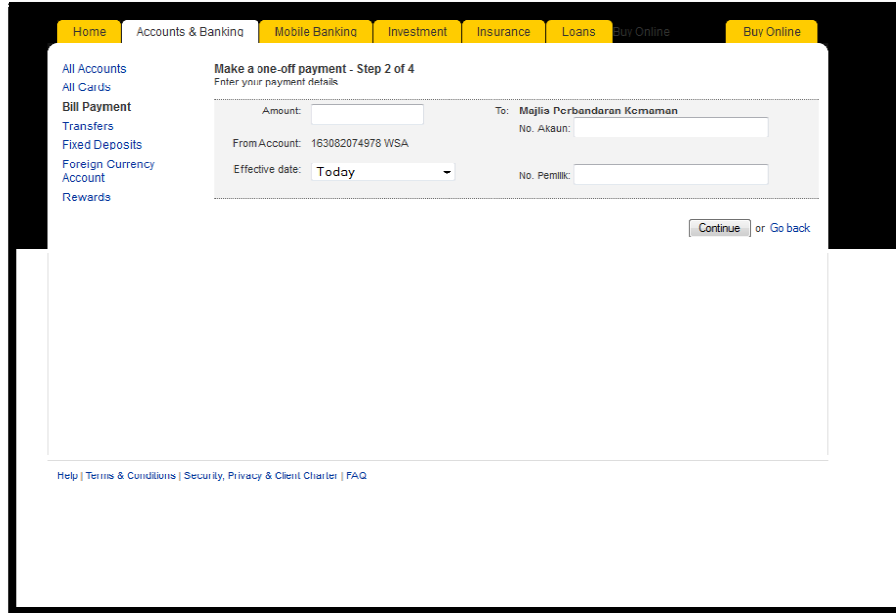 Home Accounts & Banking Mobile Banking Investment Insurance Loans Buy Online Buy Online
All Accounts
All Cards
Bill Payment
Transfers
Fixed Deposits
Foreign Currency
Account
Rewards
Make a one-off payment - Step 2 of 4
Enter your payment details
Amount:
From Account: 163082074978 WSA
Effective date: Today
To: Majlis Perbandaran Kemaman
No. Akaun:
No. Pemilik:
Continue or Go back
Help | Terms & Conditions | Security, Privacy & Client Charter | FAQ